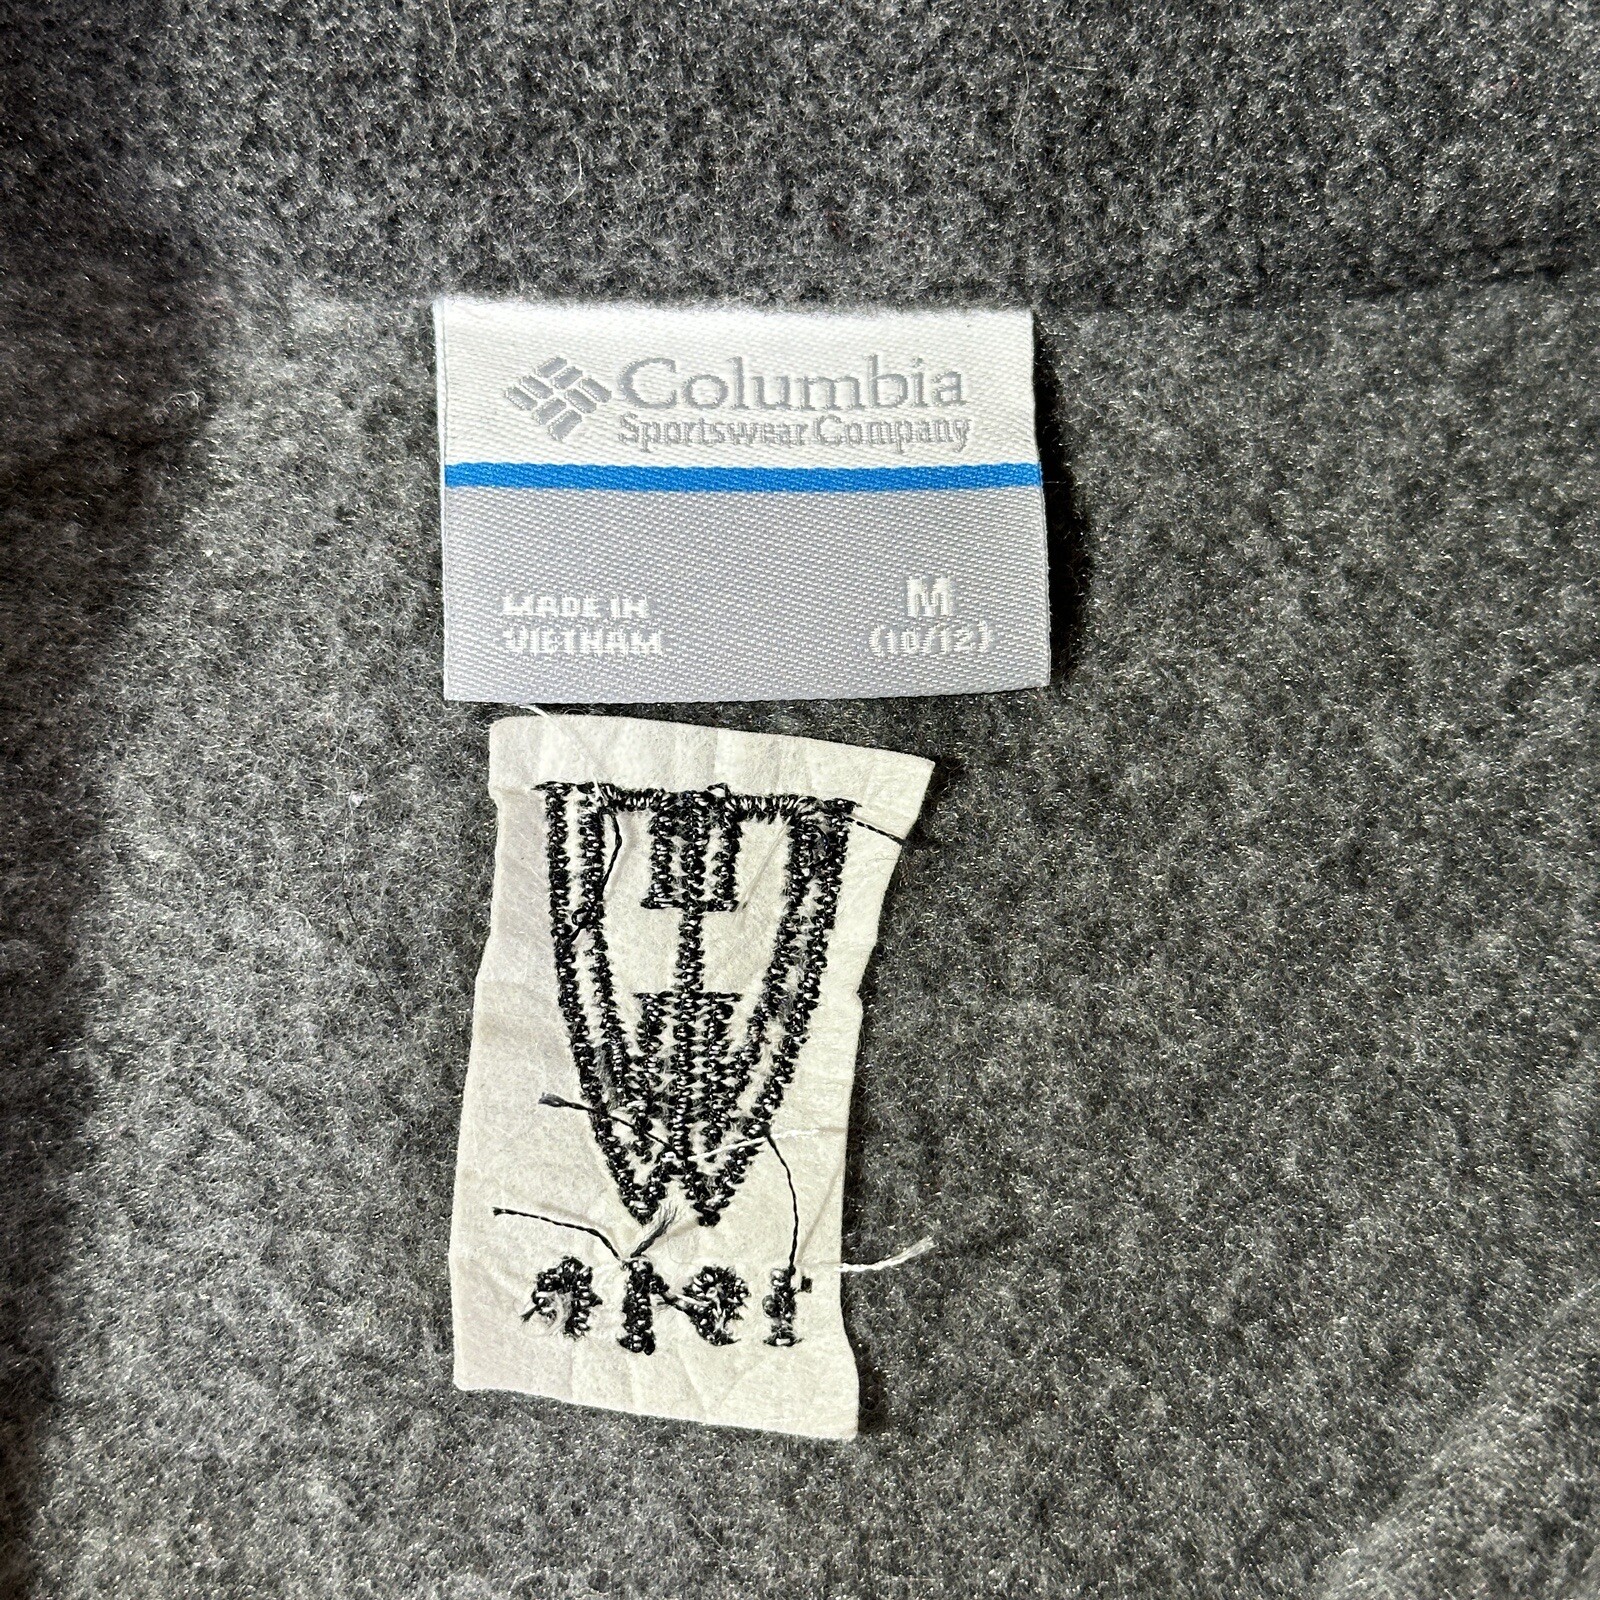 Columbia
Sportswear Company
MADE IN
VIETNAM
M
(10/12)